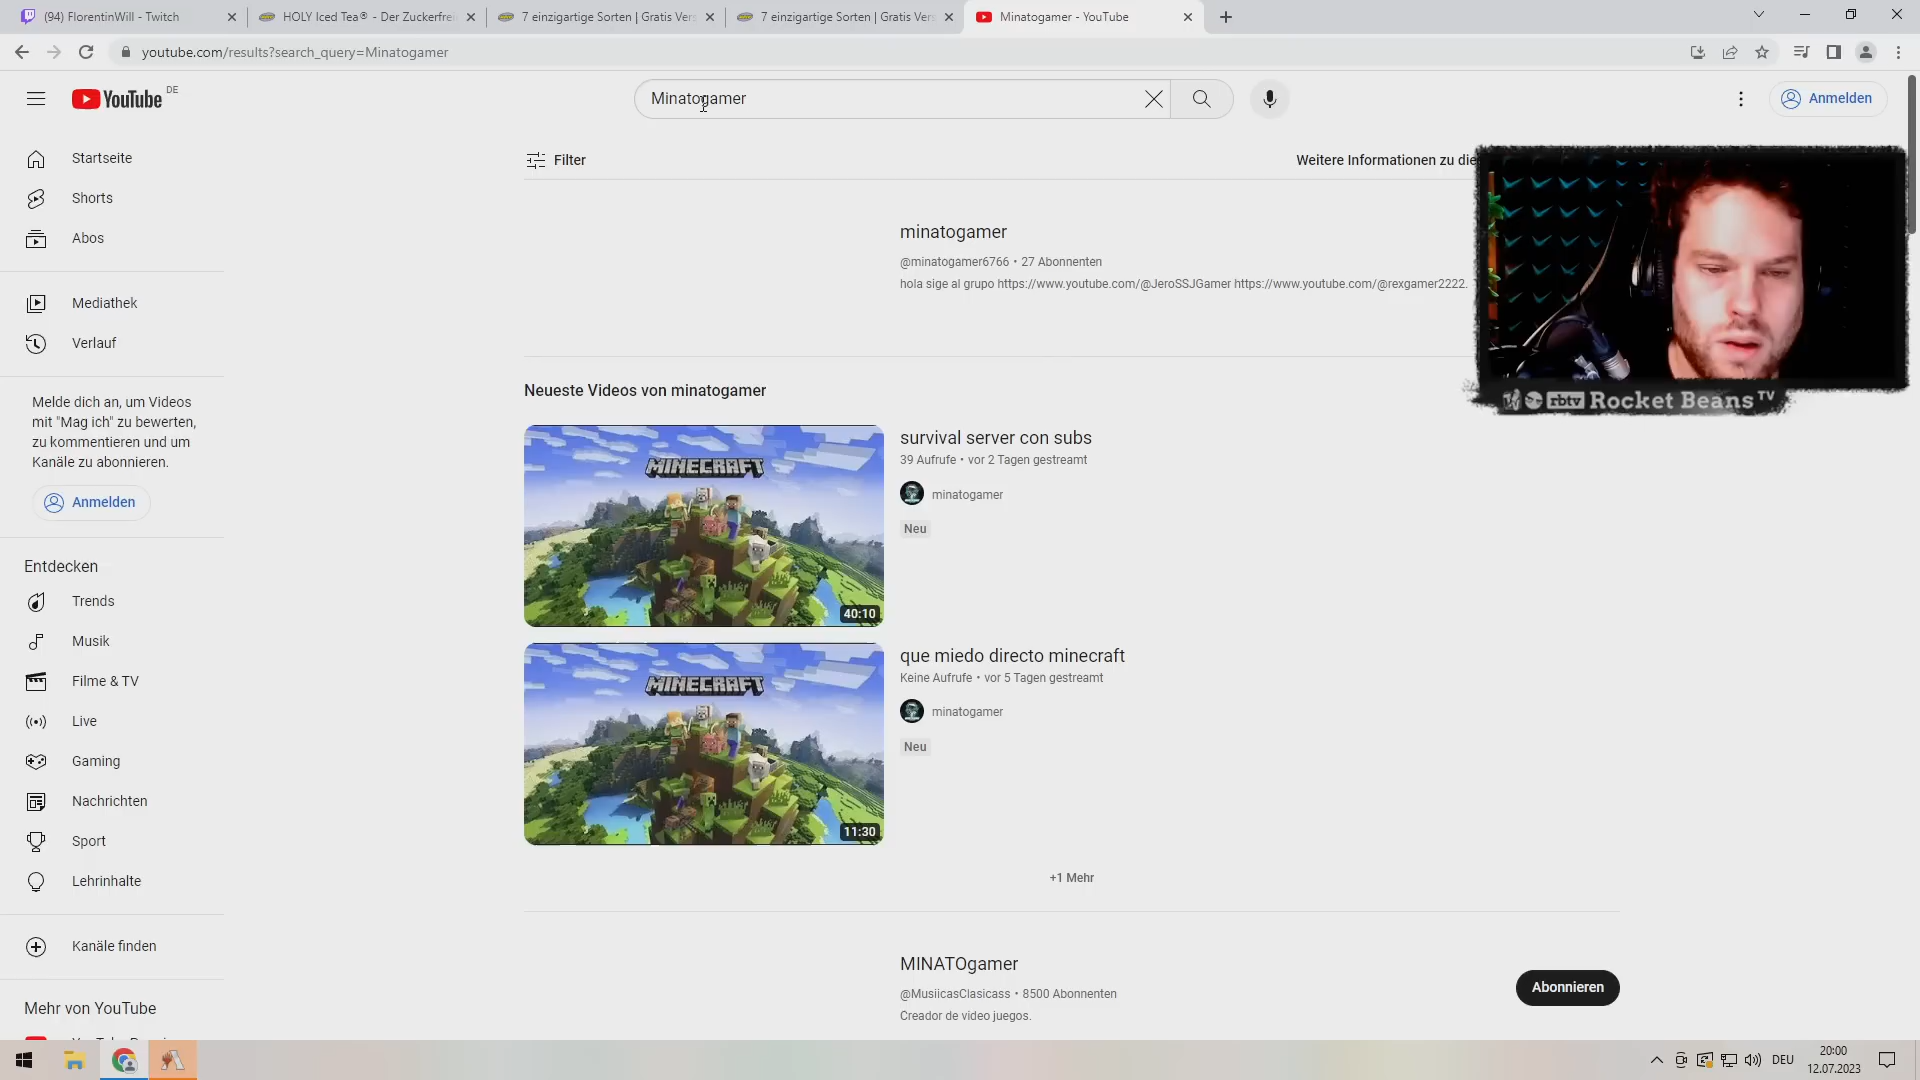 (94) FlorentinWill - Twitch
HOLY Iced Tea® - Der Zuckerfrei
7 einzigartige Sorten | Gratis Vers
7 einzigartige Sorten | Gratis Vers
Minatogamer - YouTube
youtube.com/results?search_query=Minatogamer
YouTube DE
Minatogamer
Anmelden
Startseite
Shorts
Abos
Mediathek
Verlauf
Melde dich an, um Videos
mit "Mag ich" zu bewerten,
zu kommentieren und um
Kanäle zu abonnieren.
Anmelden
Entdecken
Trends
Musik
Filme & TV
Live
Gaming
Nachrichten
Sport
Lehrinhalte
Kanäle finden
Mehr von YouTube
Filter
Weitere Informationen zu die
minatogamer
@minatogamer6766 • 27 Abonnenten
hola sige al grupo https://www.youtube.com/@JeroSSJGamer https://www.youtube.com/@rexgamer2222.
rbtv Rocket Beans TV
Neueste Videos von minatogamer
MINECRAFT
40:10
survival server con subs
39 Aufrufe • vor 2 Tagen gestreamt
minatogamer
Neu
MINECRAFT
11:30
que miedo directo minecraft
Keine Aufrufe • vor 5 Tagen gestreamt
minatogamer
Neu
+1 Mehr
MINATOgamer
@MusiicasClasicass • 8500 Abonnenten
Creador de video juegos.
Abonnieren
DEU
20:00
12.07.2023